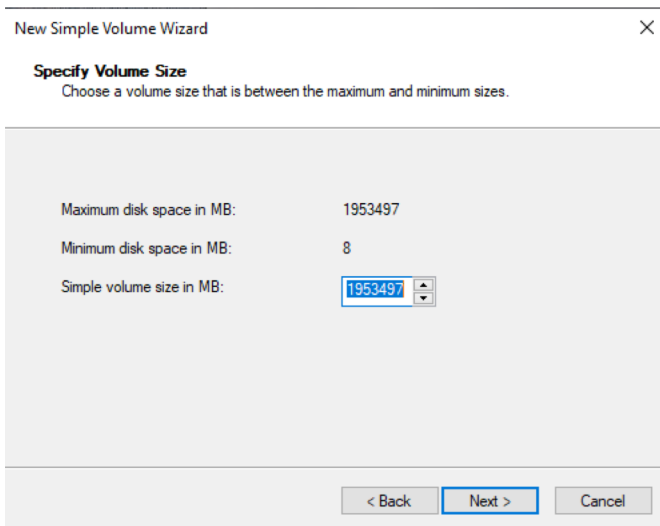 New Simple Volume Wizard
Specify Volume Size
Choose a volume size that is between the maximum and minimum sizes.
Maximum disk space in MB: 1953497
Minimum disk space in MB: 8
Simple volume size in MB: 1953497
< Back Next > Cancel